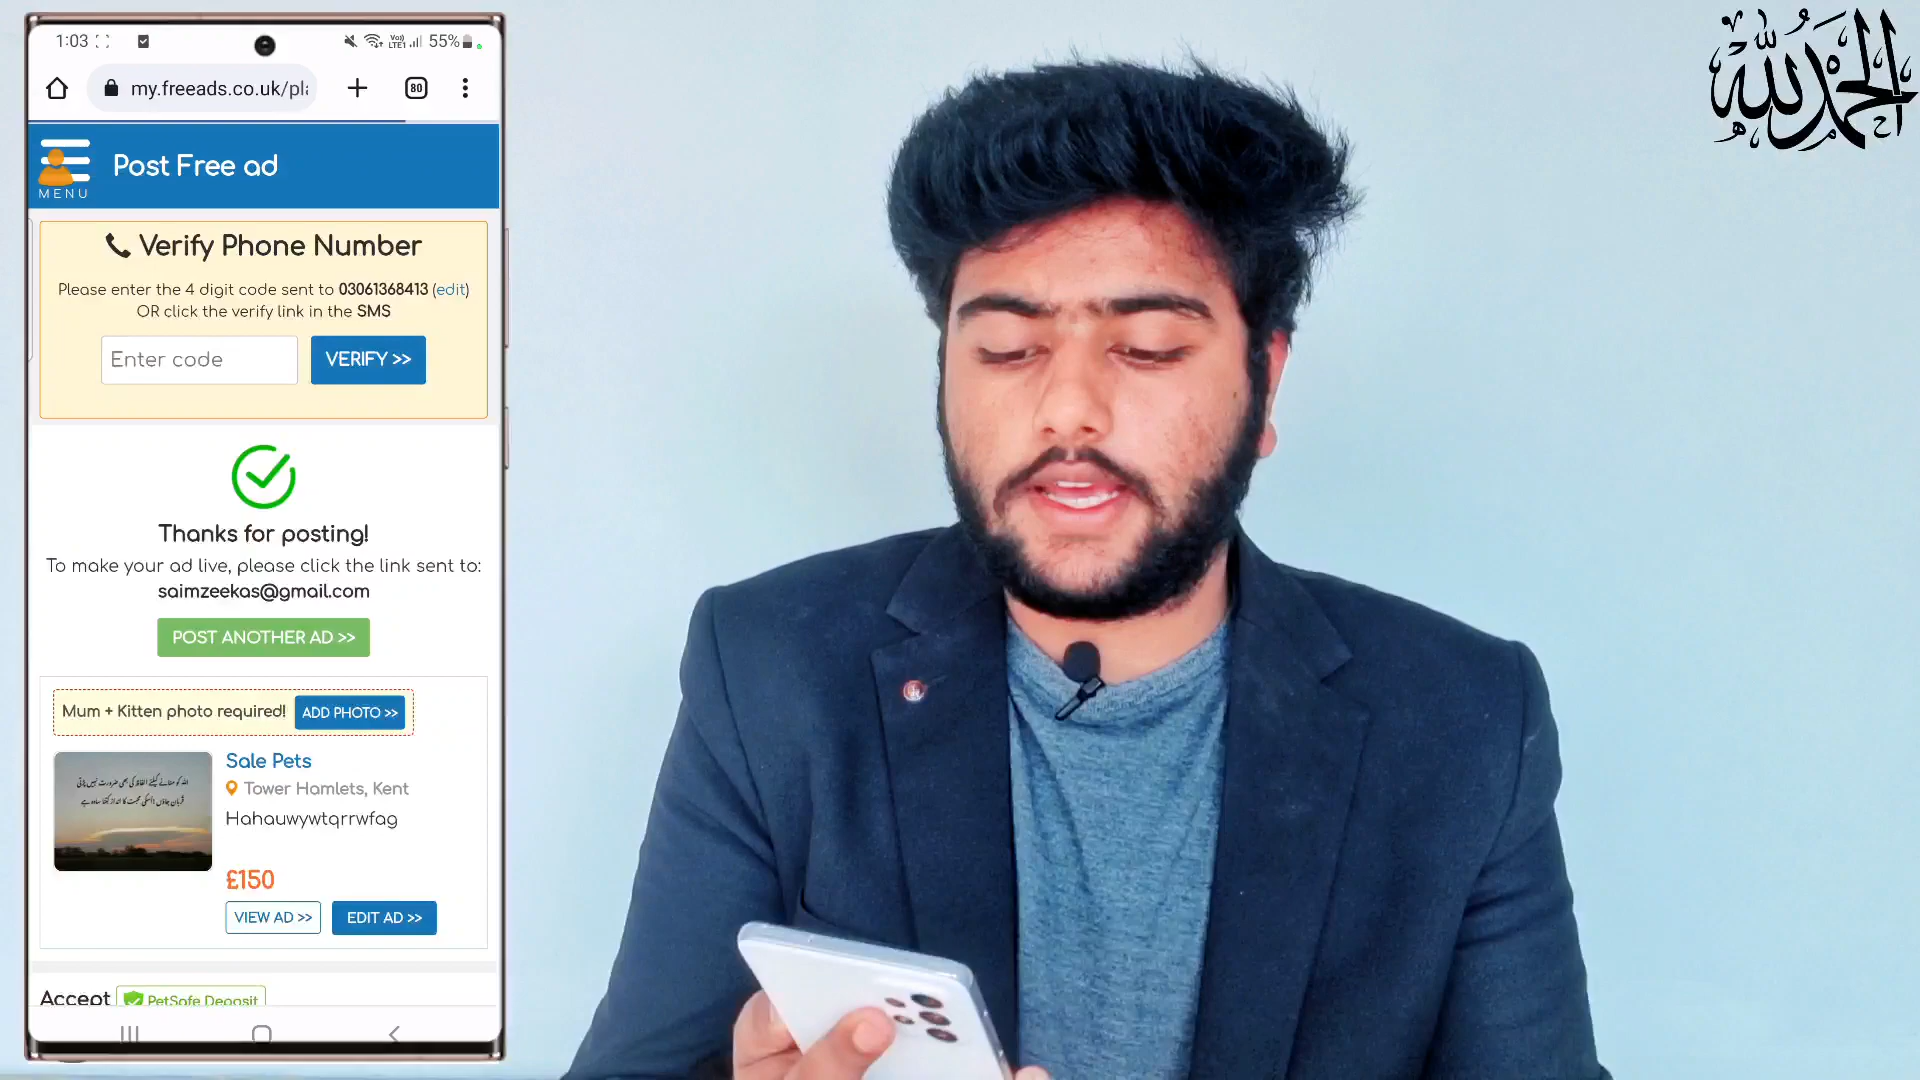 1:03
Vo))
LTE1
55%
my.freeads.co.uk/pla
80
MENU
Post Free ad
Verify Phone Number
Please enter the 4 digit code sent to 03061368413 (edit)
OR click the verify link in the SMS
Enter code
VERIFY >>
Thanks for posting!
To make your ad live, please click the link sent to:
saimzeekas@gmail.com
POST ANOTHER AD >>
Mum + Kitten photo required!
ADD PHOTO >>
Sale Pets
Tower Hamlets, Kent
Hahauwywtqrrwfag
£150
VIEW AD >>
EDIT AD >>
Accept
PetSafe Deposit
الحمد لله